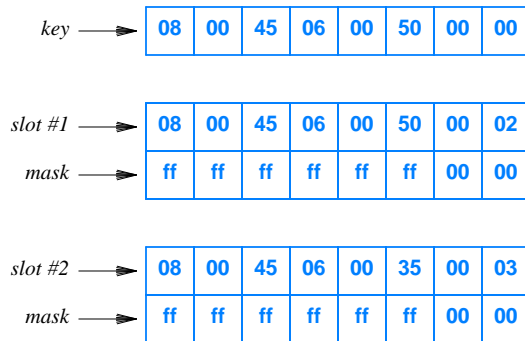 key 08 00 45 06 00 50 00 00
slot #1 08 00 45 06 00 50 00 02
mask ff ff ff ff ff ff 00 00
slot #2 08 00 45 06 00 35 00 03
mask ff ff ff ff ff ff 00 00